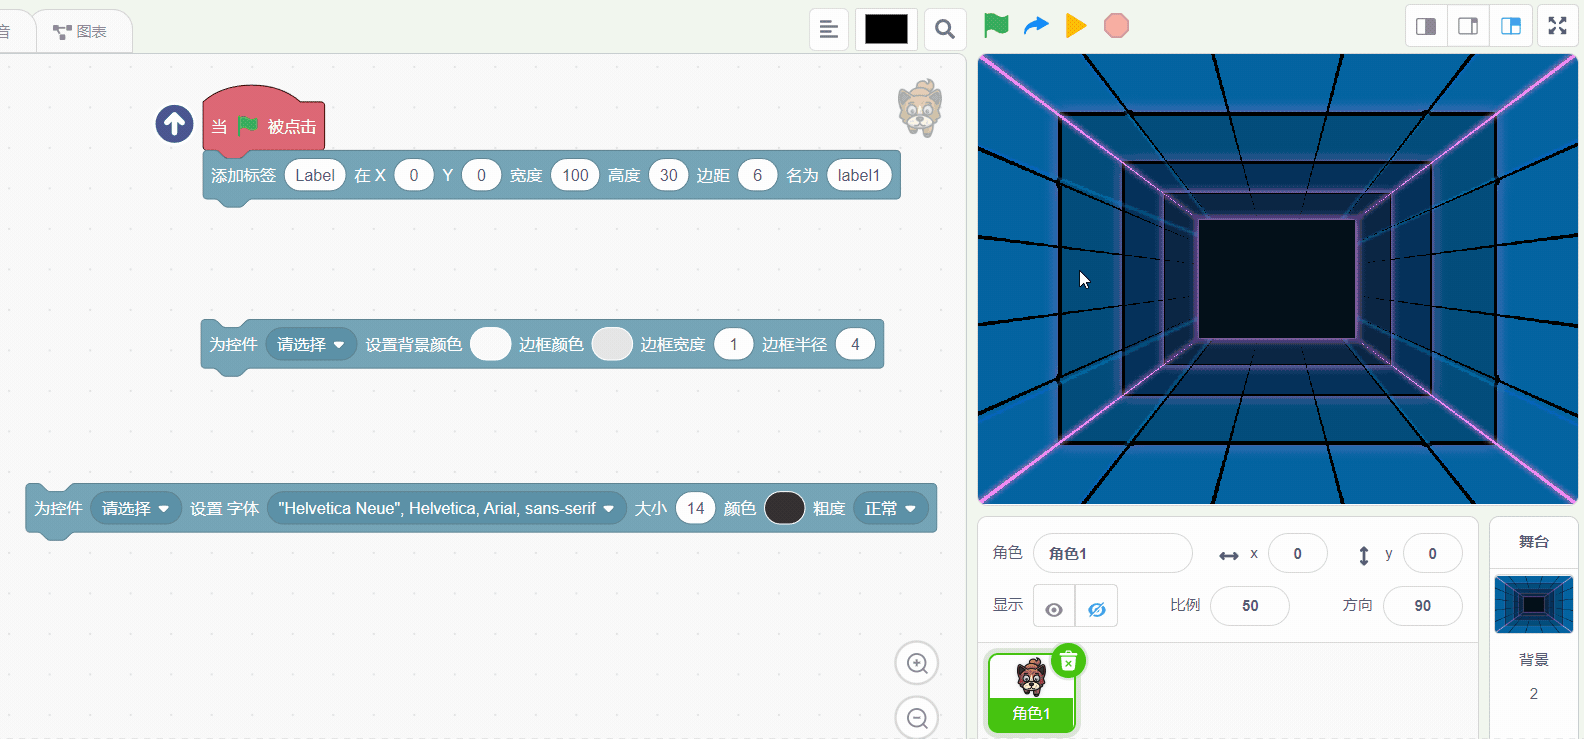 音
图表
当 被点击
添加标签 Label 在 X 0 Y 0 宽度 100 高度 30 边距 6 名为 label1
为控件 请选择 设置背景颜色 边框颜色 边框宽度 1 边框半径 4
为控件 请选择 设置 字体 "Helvetica Neue", Helvetica, Arial, sans-serif 大小 14 颜色 粗度 正常
角色 角色1 x 0 y 0
显示 比例 50 方向 90
角色1
舞台
背景
2